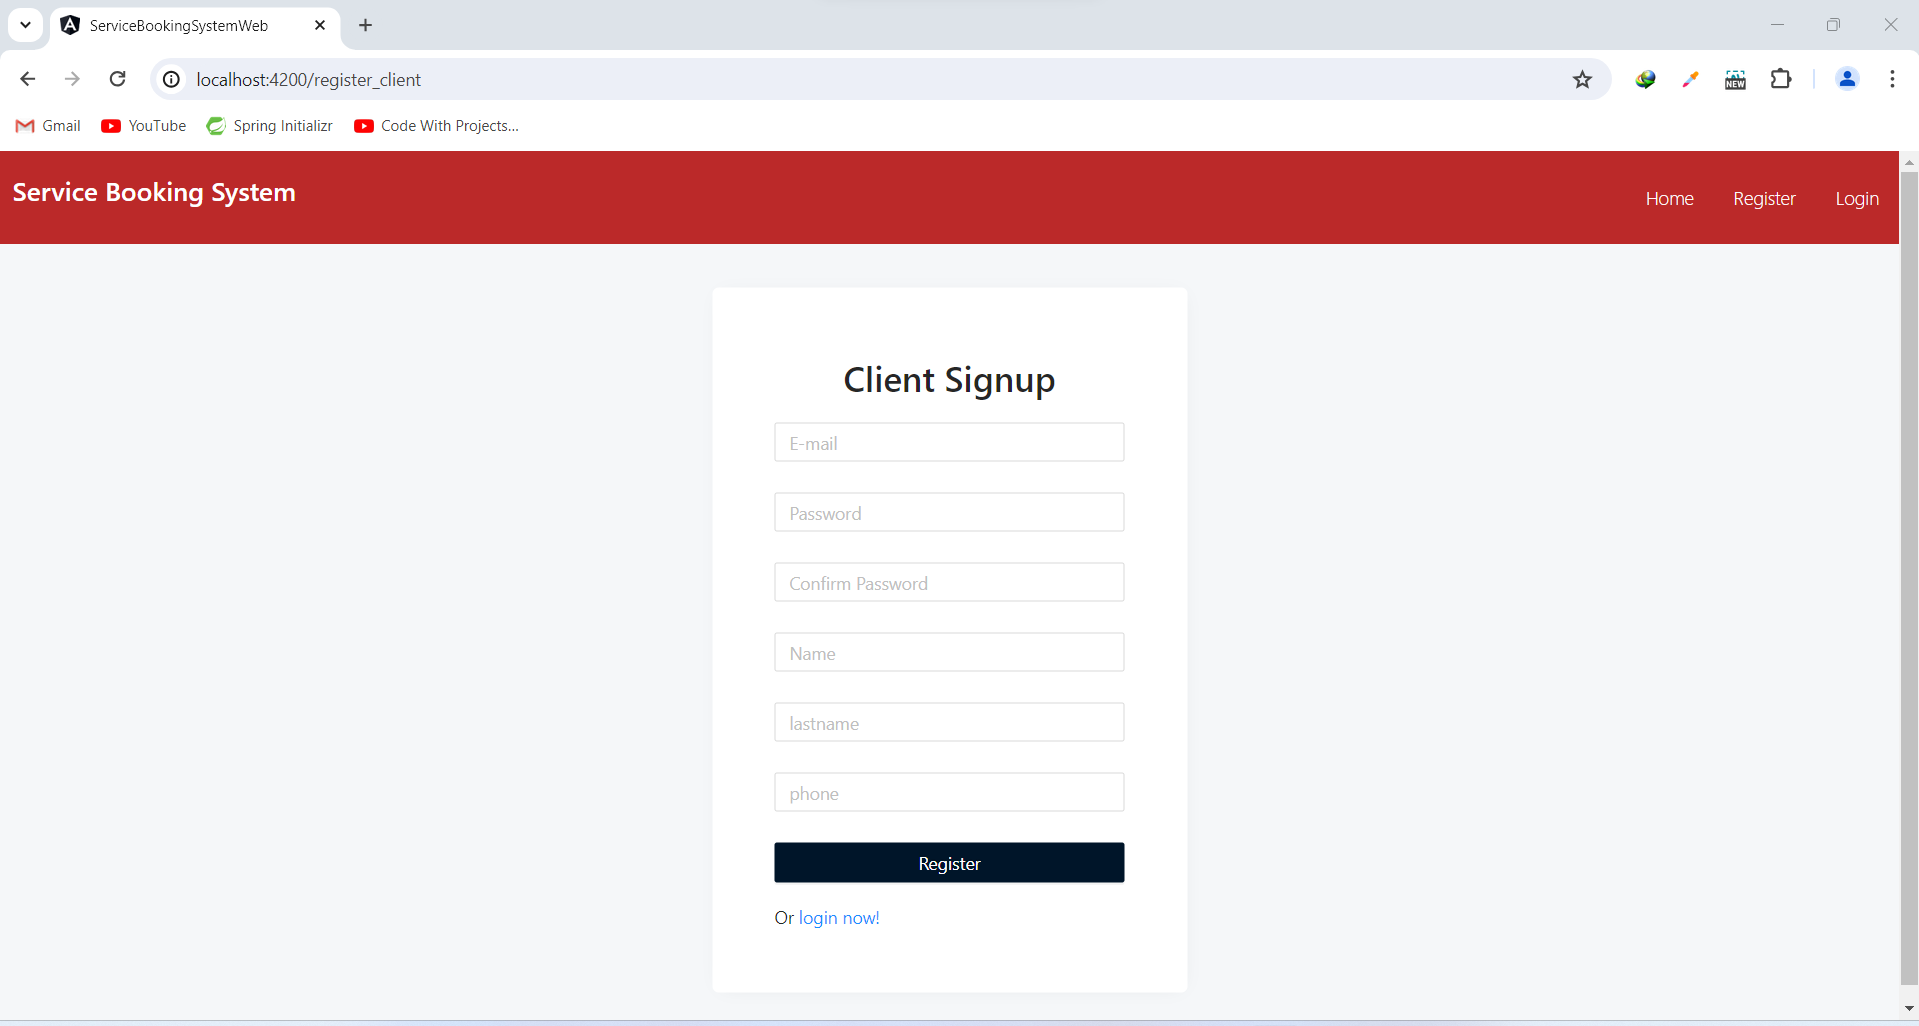 ServiceBookingSystemWeb
localhost:4200/register_client
NEW
Gmail YouTube Spring Initializr Code With Projects...
Service Booking System
Home Register Login
Client Signup
E-mail
Password
Confirm Password
Name
lastname
phone
Register
Or login now!